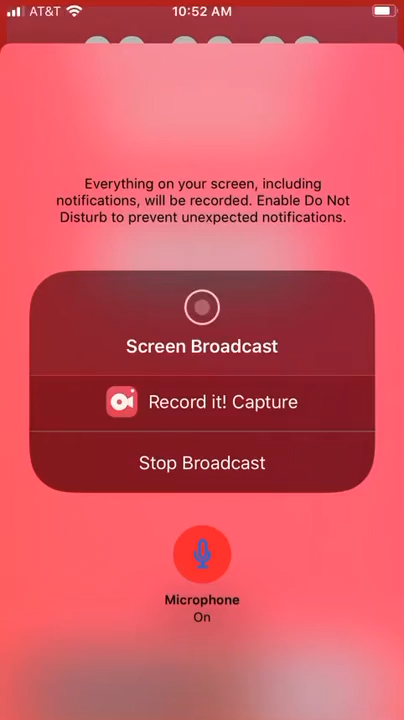 AT&T
10:52 AM
Everything on your screen, including
notifications, will be recorded. Enable Do Not
Disturb to prevent unexpected notifications.
Screen Broadcast
Record it! Capture
Stop Broadcast
Microphone
On